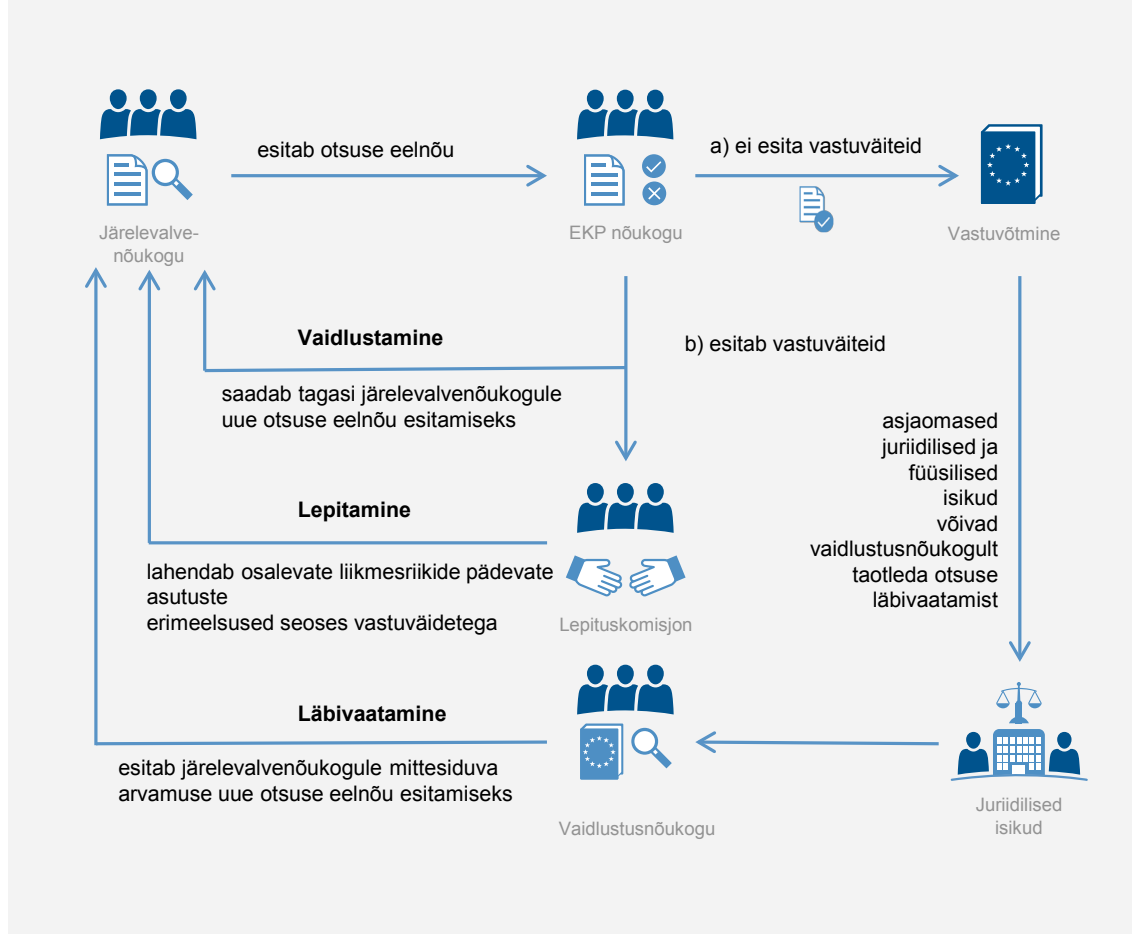 esitab otsuse eelnõu
a) ei esita vastuväiteid
Järelevalve-
nõukogu
EKP nõukogu
Vastuvõtmine
Vaidlustamine
b) esitab vastuväiteid
saadab tagasi järelevalvenõukogule
uue otsuse eelnõu esitamiseks
asjaomased
juriidilised ja
füüsilised
isikud
võivad
vaidlustusnõukogult
taotleda otsuse
läbivaatamist
Lepitamine
lahendab osalevate liikmesriikide pädevate
asutuste
erimeelsused seoses vastuväidetega
Lepituskomisjon
Läbivaatamine
esitab järelevalvenõukogule mittesiduva
arvamuse uue otsuse eelnõu esitamiseks
Vaidlustusnõukogu
Juriidilised
isikud